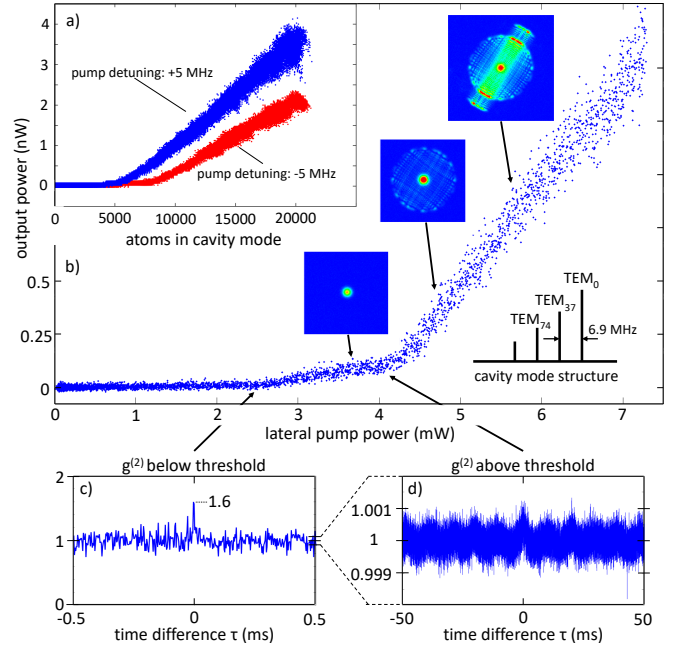 a)
4
3
2
1
0
pump detuning: +5 MHz
pump detuning: -5 MHz
0 5000 10000 15000 20000
atoms in cavity mode
output power (nW)
b)
0.5
0.25
0
TEM0
TEM37
TEM74
6.9 MHz
cavity mode structure
0 1 2 3 4 5 6 7
lateral pump power (mW)
g(2) below threshold
c)
2
1
0
1.6
-0.5 0 0.5
time difference τ (ms)
g(2) above threshold
d)
1.001
1
0.999
-50 0 50
time difference τ (ms)